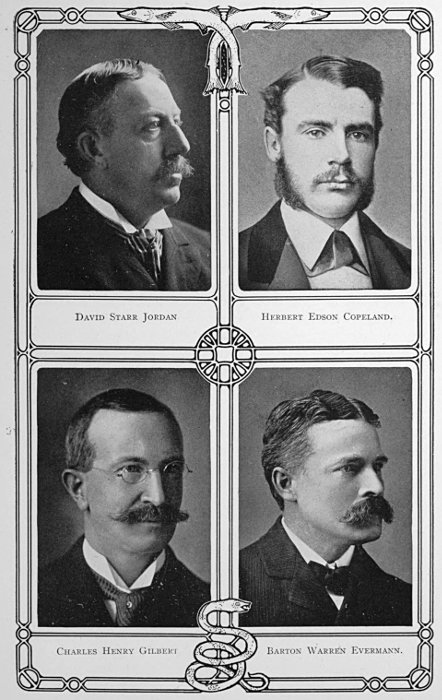 David Starr Jordan
Herbert Edson Copeland.
Charles Henry Gilbert
Barton Warren Evermann.